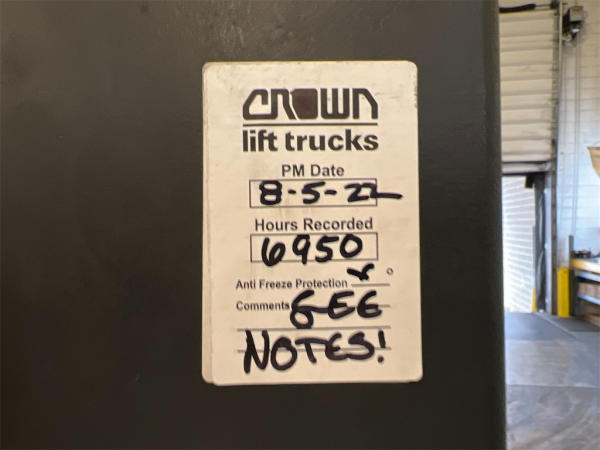 CROWN
lift trucks
PM Date
8-5-22
Hours Recorded
6950
Anti Freeze Protection
Comments SEE
NOTES!